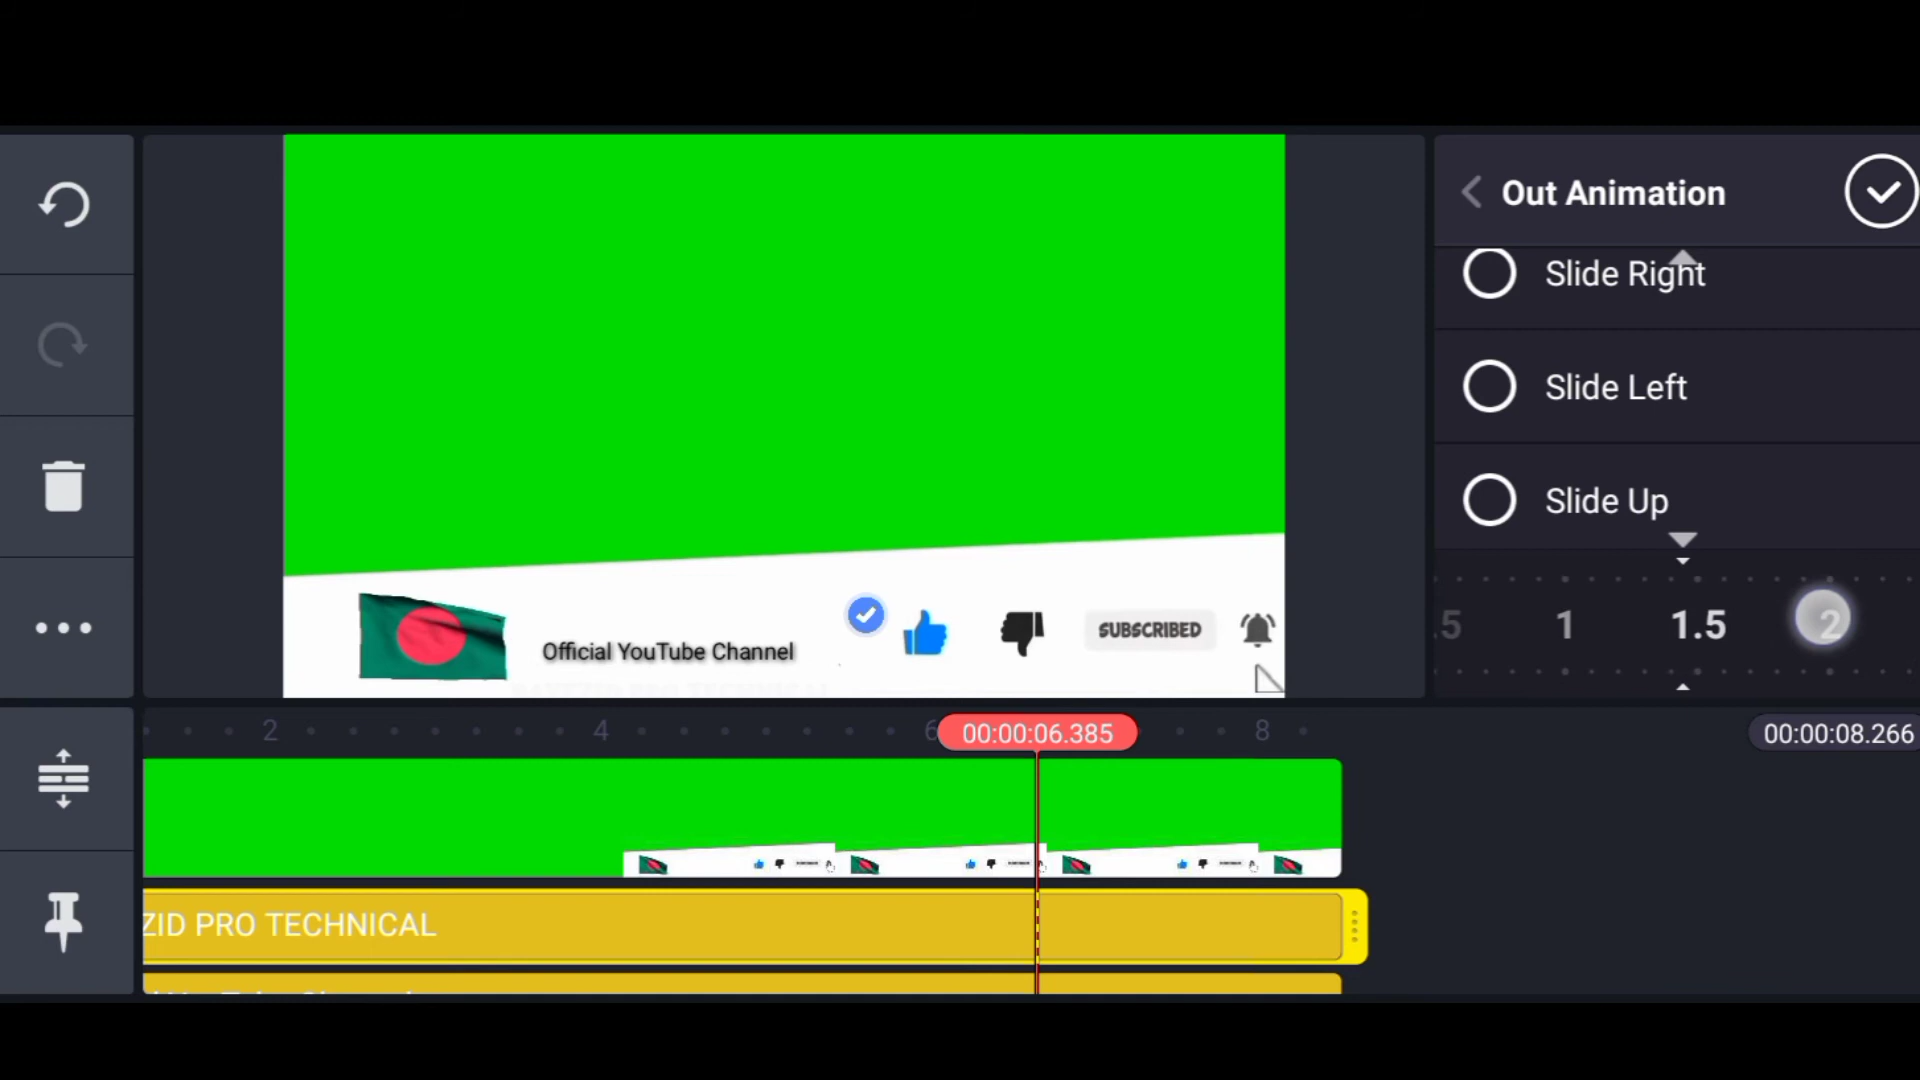 Out Animation
Slide Right
Slide Left
Slide Up
.5 1 1.5 2
Official YouTube Channel
SUBSCRIBED
2 4 6 8
00:00:06.385
00:00:08.266
ZID PRO TECHNICAL